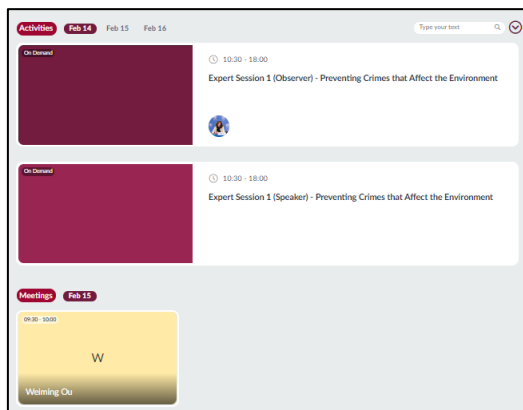 Activities Feb 14 Feb 15 Feb 16 Type your text
On Demand
10:30 - 18:00
Expert Session 1 (Observer) - Preventing Crimes that Affect the Environment
On Demand
10:30 - 18:00
Expert Session 1 (Speaker) - Preventing Crimes that Affect the Environment
Meetings Feb 15
09:30 - 10:00
W
Weiming Ou